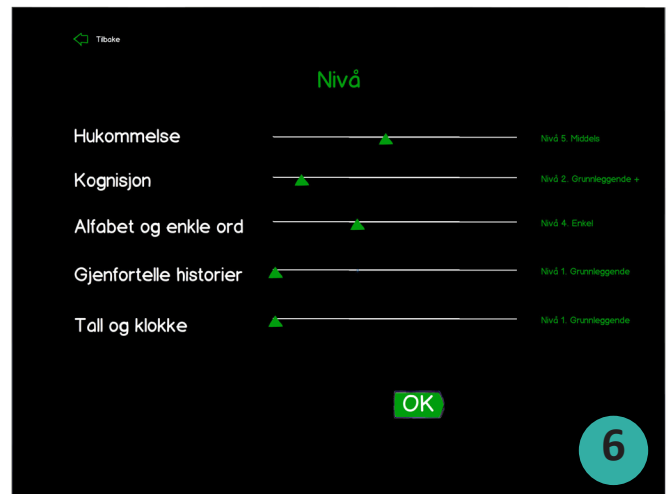 Tilbake
Nivå
Hukommelse Nivå 5. Middels
Kognisjon Nivå 2. Grunnleggende +
Alfabet og enkle ord Nivå 4. Enkel
Gjenfortelle historier Nivå 1. Grunnleggende
Tall og klokke Nivå 1. Grunnleggende
OK
6